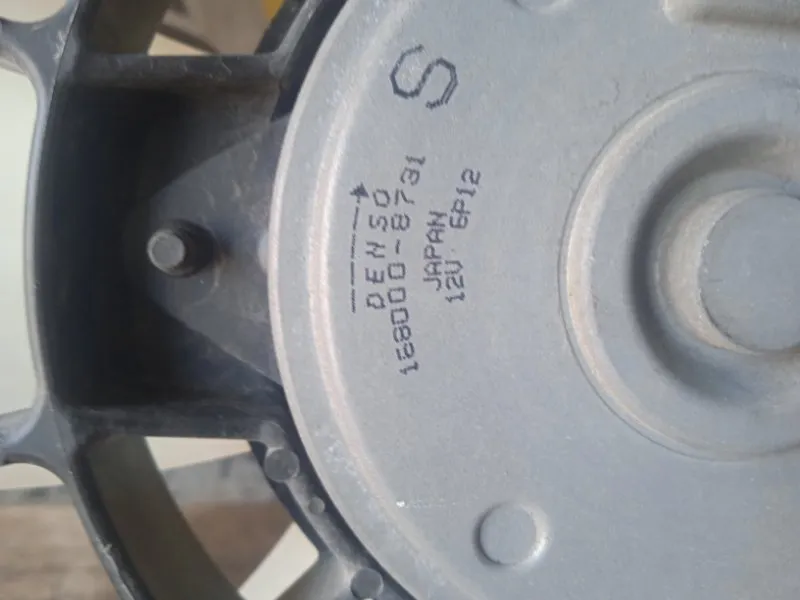 S
DENSO
168000-8731
JAPAN
12V 6P12